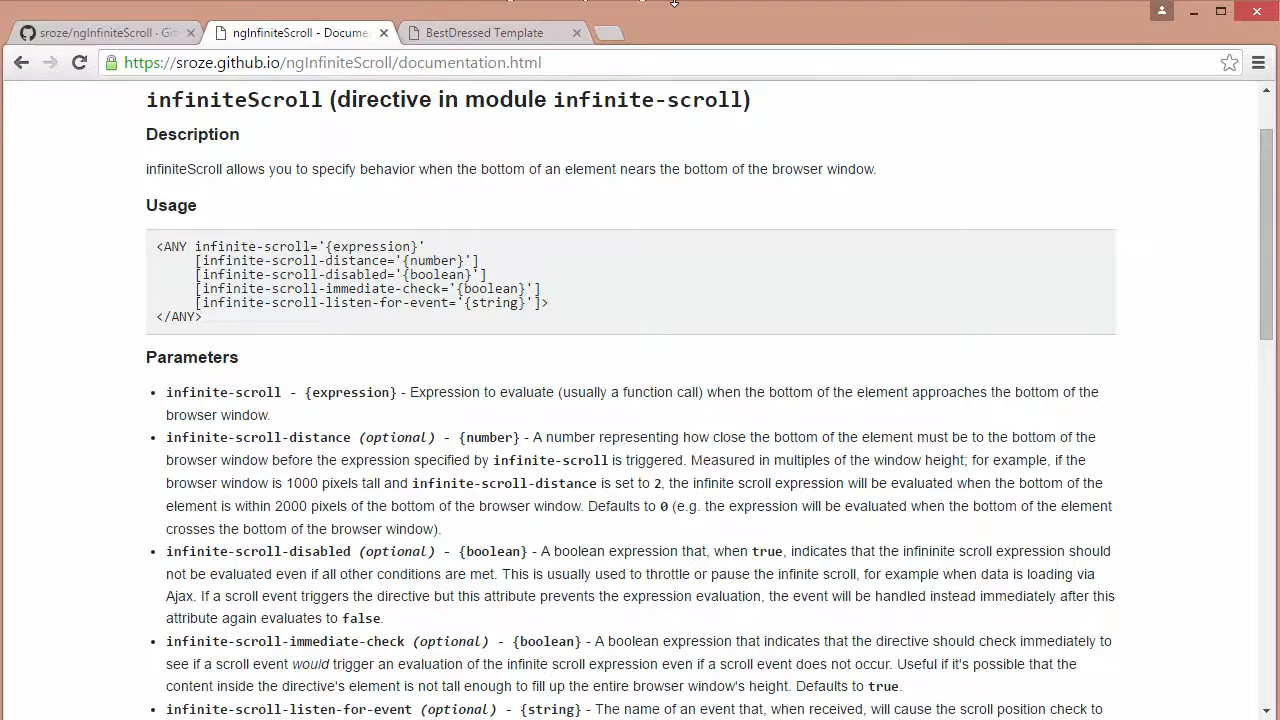 sroze/ngInfiniteScroll · Git
ngInfiniteScroll - Docume
BestDressed Template
https://sroze.github.io/ngInfiniteScroll/documentation.html
infiniteScroll (directive in module infinite-scroll)
Description
infiniteScroll allows you to specify behavior when the bottom of an element nears the bottom of the browser window.
Usage
<ANY infinite-scroll='{expression}'
[infinite-scroll-distance='{number}']
[infinite-scroll-disabled='{boolean}']
[infinite-scroll-immediate-check='{boolean}']
[infinite-scroll-listen-for-event='{string}']>
</ANY>
Parameters
• infinite-scroll - {expression} - Expression to evaluate (usually a function call) when the bottom of the element approaches the bottom of the
browser window.
• infinite-scroll-distance (optional) - {number} - A number representing how close the bottom of the element must be to the bottom of the
browser window before the expression specified by infinite-scroll is triggered. Measured in multiples of the window height; for example, if the
browser window is 1000 pixels tall and infinite-scroll-distance is set to 2, the infinite scroll expression will be evaluated when the bottom of the
element is within 2000 pixels of the bottom of the browser window. Defaults to 0 (e.g. the expression will be evaluated when the bottom of the element
crosses the bottom of the browser window).
• infinite-scroll-disabled (optional) - {boolean} - A boolean expression that, when true, indicates that the infininite scroll expression should
not be evaluated even if all other conditions are met. This is usually used to throttle or pause the infinite scroll, for example when data is loading via
Ajax. If a scroll event triggers the directive but this attribute prevents the expression evaluation, the event will be handled instead immediately after this
attribute again evaluates to false.
• infinite-scroll-immediate-check (optional) - {boolean} - A boolean expression that indicates that the directive should check immediately to
see if a scroll event would trigger an evaluation of the infinite scroll expression even if a scroll event does not occur. Useful if it's possible that the
content inside the directive's element is not tall enough to fill up the entire browser window's height. Defaults to true.
• infinite-scroll-listen-for-event (optional) - {string} - The name of an event that, when received, will cause the scroll position check to